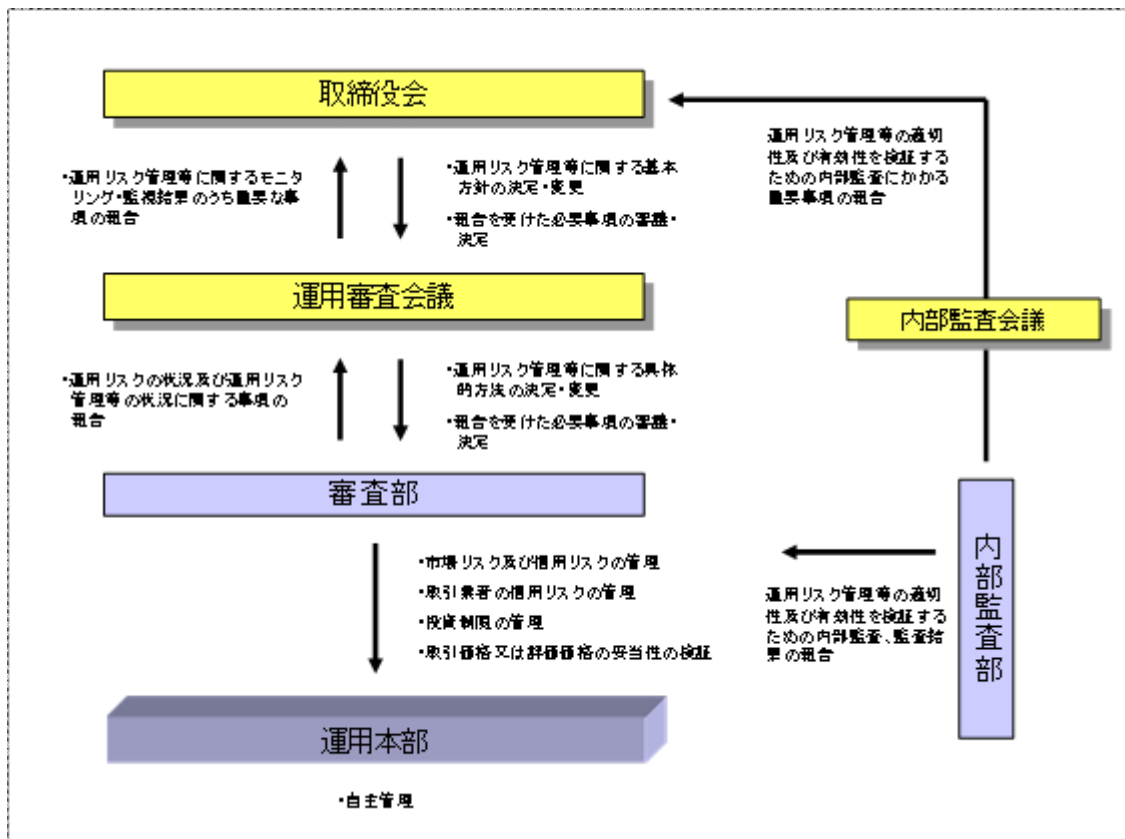 取締役会
・運用リスク管理等に関するモニタ
リング・監視結果のうち重要な事
項の報告
・運用リスク管理等に関する基本
方針の決定・変更
・報告を受けた必要事項の審議・
決定
運用リスク管理等の適切
性及び有効性を検証する
ための内部監査にかかる
重要事項の報告
運用審査会議
内部監査会議
・運用リスクの状況及び運用リスク
管理等の状況に関する事項の
報告
・運用リスク管理等に関する具体
的方法の決定・変更
・報告を受けた必要事項の審議・
決定
審査部
・市場リスク及び信用リスクの管理
・取引業者の信用リスクの管理
・投資制限の管理
・取引価格又は評価価格の妥当性の検証
内部監査部
運用リスク管理等の適切
性及び有効性を検証する
ための内部監査、監査結
果の報告
運用本部
・自主管理